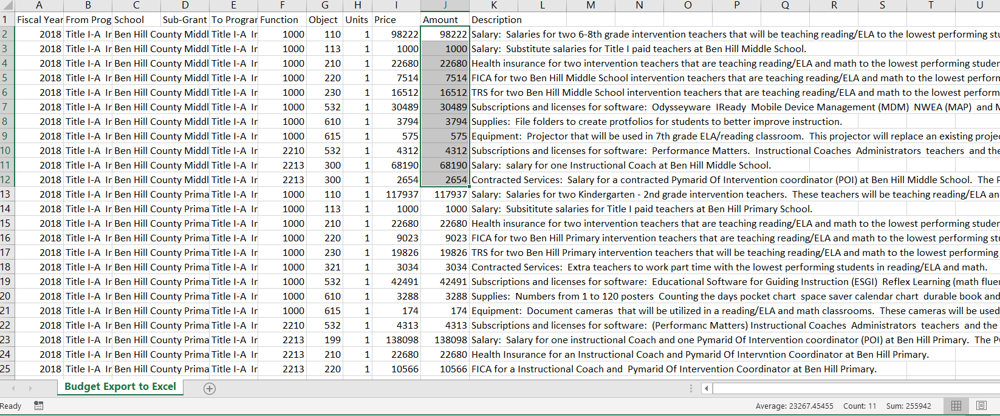 A B C D E F G H I J K L M N O P Q R S T U
1 Fiscal Year From Prog School Sub-Grant To Program Function Object Units Price Amount Description
2 2018 Title I-A Ir Ben Hill County Middl Title I-A Ir 1000 110 1 98222 98222 Salary: Salaries for two 6-8th grade intervention teachers that will be teaching reading/ELA to the lowest performing stu
3 2018 Title I-A Ir Ben Hill County Middl Title I-A Ir 1000 113 1 1000 1000 Salary: Substitute salaries for Title I paid teachers at Ben Hill Middle School.
4 2018 Title I-A Ir Ben Hill County Middl Title I-A Ir 1000 210 1 22680 22680 Health insurance for two intervention teachers that are teaching reading/ELA and math to the lowest performing studen
5 2018 Title I-A Ir Ben Hill County Middl Title I-A Ir 1000 220 1 7514 7514 FICA for two Ben Hill Middle School intervention teachers that are teaching reading/ELA and math to the lowest perform
6 2018 Title I-A Ir Ben Hill County Middl Title I-A Ir 1000 230 1 16512 16512 TRS for two Ben Hill Middle School intervention teachers that are teaching reading/ELA and math to the lowest perform
7 2018 Title I-A Ir Ben Hill County Middl Title I-A Ir 1000 532 1 30489 30489 Subscriptions and licenses for software: Odysseyware IReady Mobile Device Management (MDM) NWEA (MAP) and M
8 2018 Title I-A Ir Ben Hill County Middl Title I-A Ir 1000 610 1 3794 3794 Supplies: File folders to create protfolios for students to better improve instruction.
9 2018 Title I-A Ir Ben Hill County Middl Title I-A Ir 1000 615 1 575 575 Equipment: Projector that will be used in 7th grade ELA/reading classroom. This projector will replace an existing projec
10 2018 Title I-A Ir Ben Hill County Middl Title I-A Ir 2210 532 1 4312 4312 Subscriptions and licenses for software: Performance Matters. Instructional Coaches Administrators teachers and the
11 2018 Title I-A Ir Ben Hill County Middl Title I-A Ir 2213 300 1 68190 68190 Salary: salary for one Instructional Coach at Ben Hill Middle School.
12 2018 Title I-A Ir Ben Hill County Middl Title I-A Ir 2213 300 1 2654 2654 Contracted Services: Salary for a contracted Pymarid Of Intervention coordinator (POI) at Ben Hill Middle School. The P
13 2018 Title I-A Ir Ben Hill County Prima Title I-A Ir 1000 110 1 117937 117937 Salary: Salaries for two Kindergarten - 2nd grade intervention teachers. These teachers will be teaching reading/ELA an
14 2018 Title I-A Ir Ben Hill County Prima Title I-A Ir 1000 113 1 1000 1000 Salary: Subsititute salaries for Title I paid teachers at Ben Hill Primary School.
15 2018 Title I-A Ir Ben Hill County Prima Title I-A Ir 1000 210 1 22680 22680 Health insurance for two intervention teachers that are teaching reading/ELA and math to the lowest performing studen
16 2018 Title I-A Ir Ben Hill County Prima Title I-A Ir 1000 220 1 9023 9023 FICA for two Ben Hill Primary intervention teachers that are teaching reading/ELA and math to the lowest performing stu
17 2018 Title I-A Ir Ben Hill County Prima Title I-A Ir 1000 230 1 19826 19826 TRS for two Ben Hill Primary intervention teachers that will be teaching reading/ELA and math to the lowest performing
18 2018 Title I-A Ir Ben Hill County Prima Title I-A Ir 1000 321 1 3034 3034 Contracted Services: Extra teachers to work part time with the lowest performing students in reading/ELA and math.
19 2018 Title I-A Ir Ben Hill County Prima Title I-A Ir 1000 532 1 42491 42491 Subscriptions and licenses for software: Educational Software for Guiding Instruction (ESGI) Reflex Learning (math fluen
20 2018 Title I-A Ir Ben Hill County Prima Title I-A Ir 1000 610 1 3288 3288 Supplies: Numbers from 1 to 120 posters Counting the days pocket chart space saver calendar chart durable book and
21 2018 Title I-A Ir Ben Hill County Prima Title I-A Ir 1000 615 1 174 174 Equipment: Document cameras that will be utilized in a reading/ELA and math classrooms. These cameras will be used
22 2018 Title I-A Ir Ben Hill County Prima Title I-A Ir 2210 532 1 4313 4313 Subscriptions and licenses for software: (Performanc Matters) Instructional Coaches Administrators teachers and the
23 2018 Title I-A Ir Ben Hill County Prima Title I-A Ir 2213 199 1 138098 138098 Salary: Salary for one instructional Coach and one Pymarid Of Intervention coordinator (POI) at Ben Hill Primary. The PO
24 2018 Title I-A Ir Ben Hill County Prima Title I-A Ir 2213 210 1 22680 22680 Health Insurance for an Instructional Coach and Pymarid Of Intervntion Coordinator at Ben Hill Primary.
25 2018 Title I-A Ir Ben Hill County Prima Title I-A Ir 2213 220 1 10566 10566 FICA for a Instructional Coach and Pymarid Of Intervention Coordinator at Ben Hill Primary.
Budget Export to Excel
Ready Average: 23267.45455 Count: 11 Sum: 255942